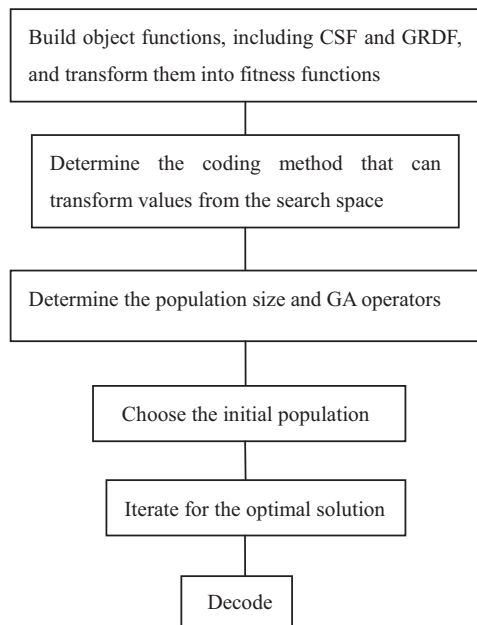 Build object functions, including CSF and GRDF,
and transform them into fitness functions
Determine the coding method that can
transform values from the search space
Determine the population size and GA operators
Choose the initial population
Iterate for the optimal solution
Decode